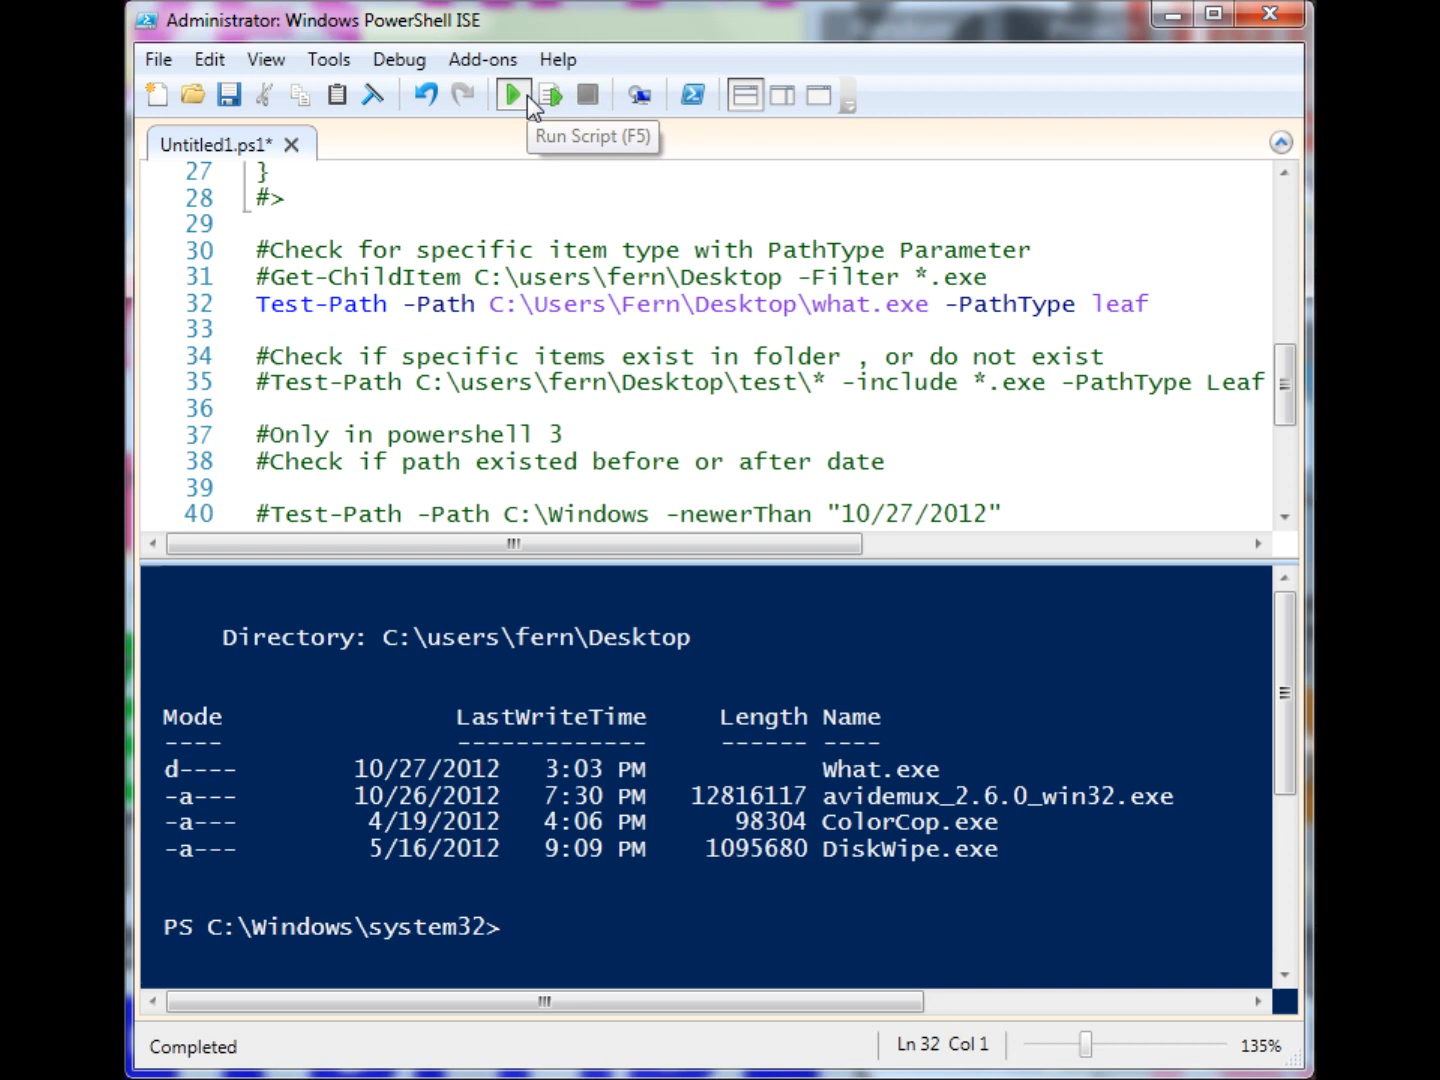 Administrator: Windows PowerShell ISE
File Edit View Tools Debug Add-ons Help
Untitled1.ps1*
Run Script (F5)
27 }
28 #>
29
30 #Check for specific item type with PathType Parameter
31 #Get-ChildItem C:\users\fern\Desktop -Filter *.exe
32 Test-Path -Path C:\Users\Fern\Desktop\what.exe -PathType leaf
33
34 #Check if specific items exist in folder , or do not exist
35 #Test-Path C:\users\fern\Desktop\test\* -include *.exe -PathType Leaf
36
37 #Only in powershell 3
38 #Check if path existed before or after date
39
40 #Test-Path -Path C:\Windows -newerThan "10/27/2012"
Directory: C:\users\fern\Desktop
Mode LastWriteTime Length Name
---- ------------- ------ ----
d---- 10/27/2012 3:03 PM What.exe
-a--- 10/26/2012 7:30 PM 12816117 avidemux_2.6.0_win32.exe
-a--- 4/19/2012 4:06 PM 98304 ColorCop.exe
-a--- 5/16/2012 9:09 PM 1095680 DiskWipe.exe
PS C:\Windows\system32>
Completed Ln 32 Col 1 135%